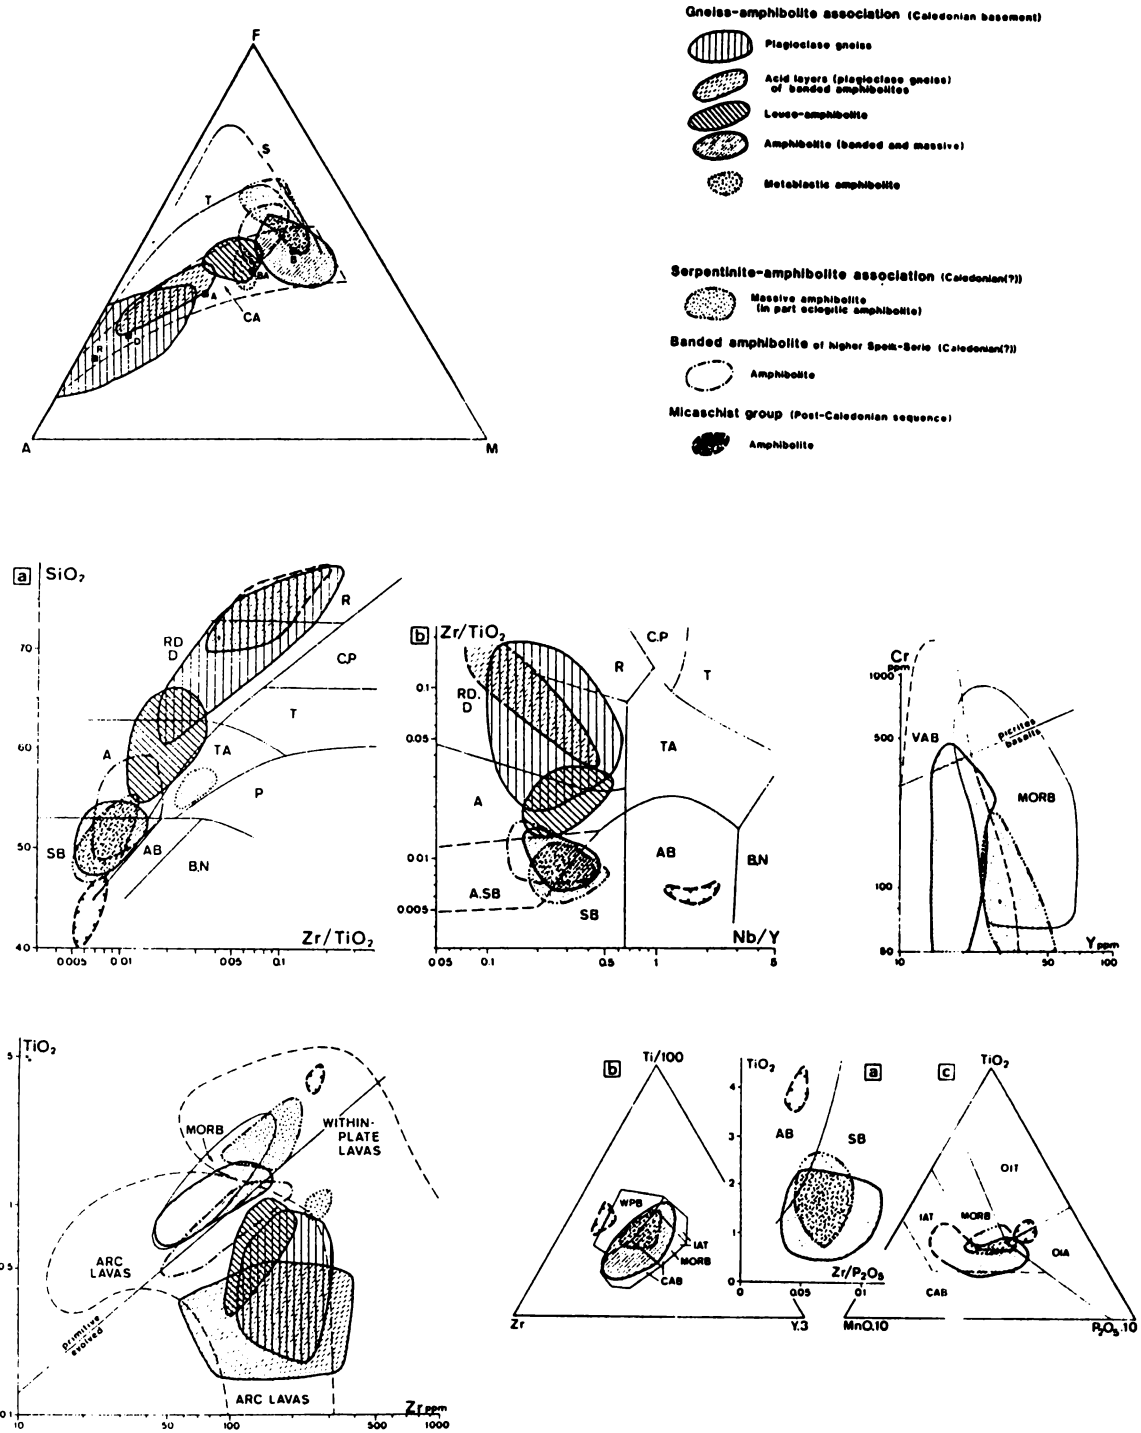 Gneiss-amphibolite association (Caledonian basement)
Plagioclase gneiss
Acid layers (plagioclase gneiss)
of banded amphibolites
Leuco-amphibolite
Amphibolite (banded and massive)
Metablastic amphibolite
Serpentinite-amphibolite association (Caledonian(?))
Massive amphibolite
(in part eclogitic amphibolite)
Banded amphibolite of higher Speik-Serie (Caledonian(?))
Amphibolite
Micaschist group (Post-Caledonian sequence)
Amphibolite
F
S
T
B
BA
A
CA
R
D
A
M
a SiO₂
R
RD
D
70
C.P
T
60
A
TA
P
50
SB
AB
B,N
40
Zr/TiO₂
0.005 0.01 0.05 0.1
b Zr/TiO₂
C.P
R
T
0.1
RD.
D
0.05
TA
A
0.01
AB
B,N
A.SB
0.005
SB
Nb/Y
0.05 0.1 0.5 1 5
Cr
ppm
1000
picrites
basalts
500
VAB
MORB
100
50
Y ppm
10 50 100
TiO₂
5
MORB
WITHIN-
PLATE
LAVAS
1
ARC
LAVAS
0.5
primitive
evolved
ARC LAVAS
0.1
Zr ppm
10 50 100 500 1000
b
Ti/100
WPB
IAT
MORB
CAB
Zr
Y.3
TiO₂
a
4
AB
SB
3
2
1
0
Zr/P₂O₅
0 0.05 0.1
c
TiO₂
OIT
IAT
MORB
OIA
CAB
MnO.10
P₂O₅.10